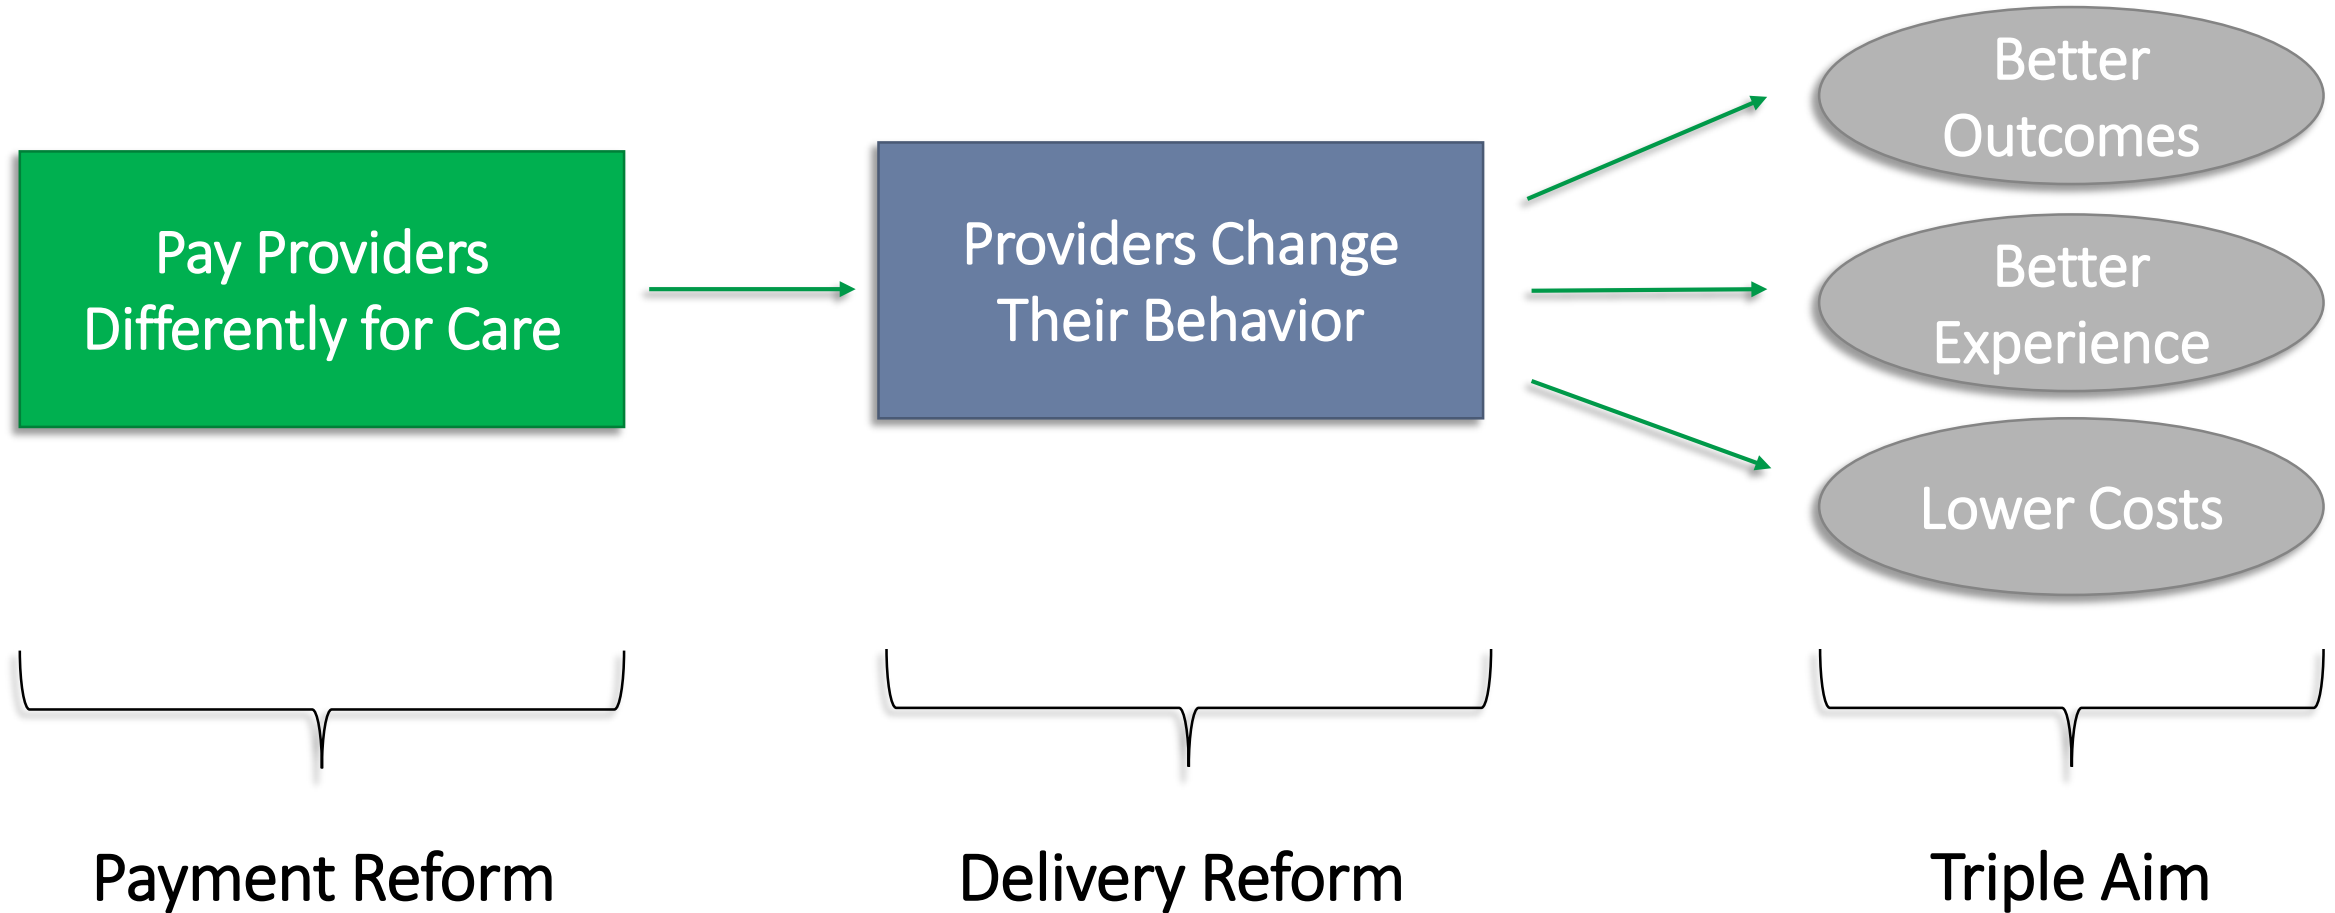 Pay Providers
Differently for Care
Providers Change
Their Behavior
Better
Outcomes
Better
Experience
Lower Costs
Payment Reform
Delivery Reform
Triple Aim